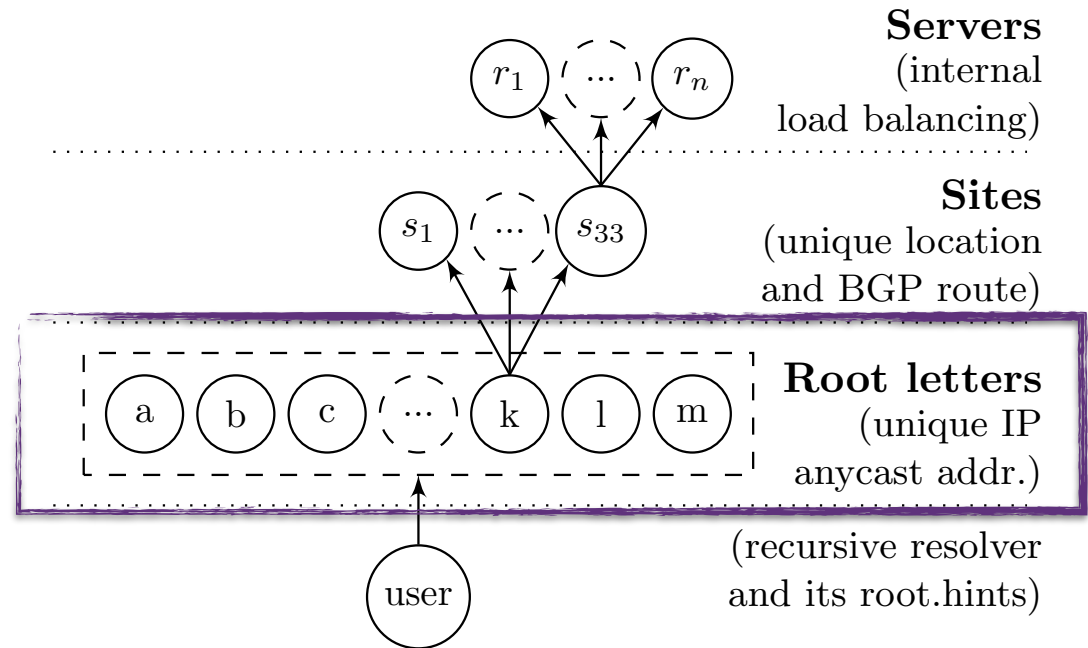 Servers
(internal
load balancing)
r₁ ... rₙ
Sites
(unique location
and BGP route)
s₁ ... s₃₃
Root letters
(unique IP
anycast addr.)
a b c ... k l m
(recursive resolver
and its root.hints)
user